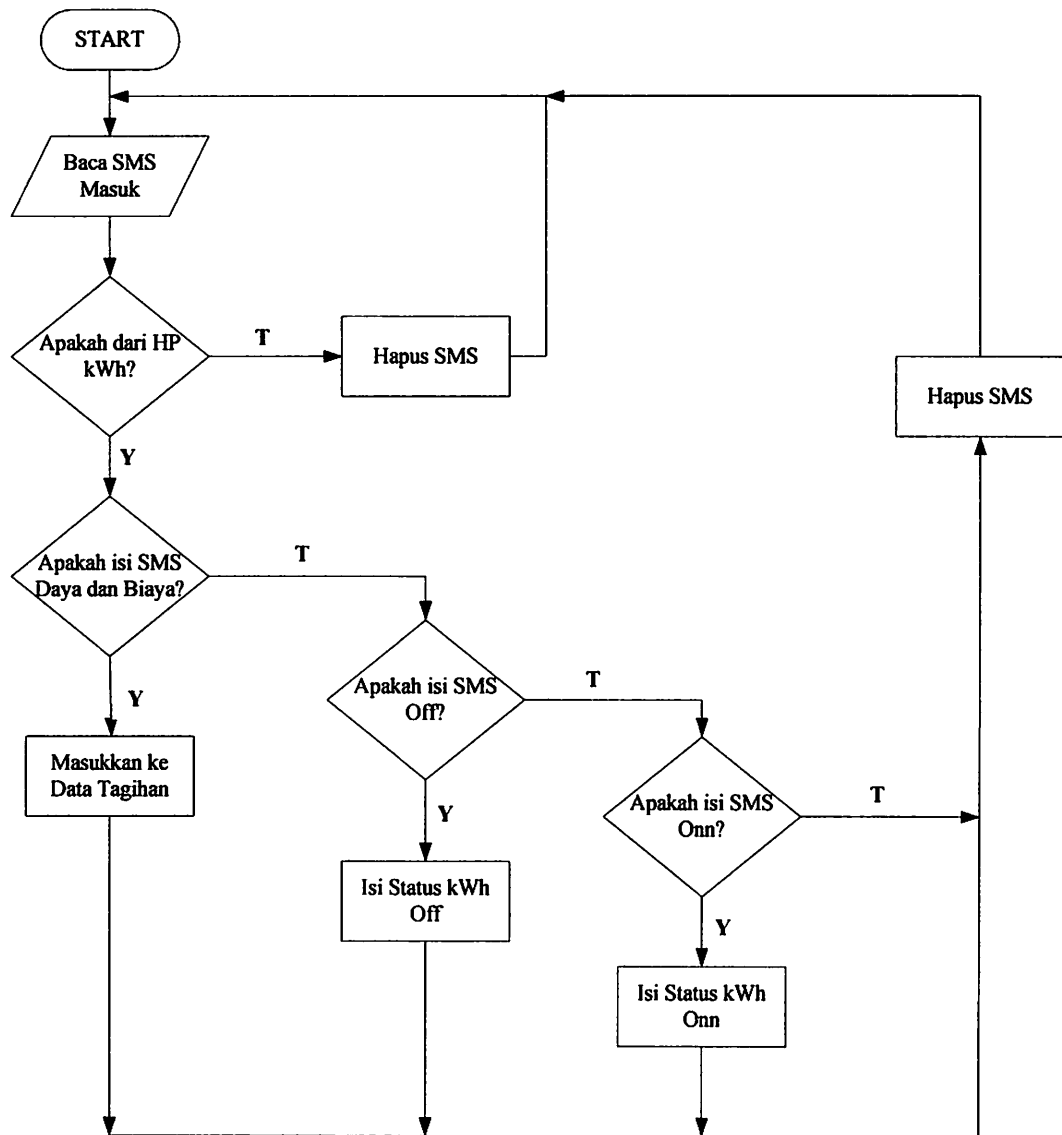 START
Baca SMS
Masuk
Apakah dari HP
kWh?
T
Hapus SMS
Hapus SMS
Y
Apakah isi SMS
Daya dan Biaya?
T
Y
Masukkan ke
Data Tagihan
Apakah isi SMS
Off?
T
Y
Isi Status kWh
Off
Apakah isi SMS
Onn?
T
Y
Isi Status kWh
Onn